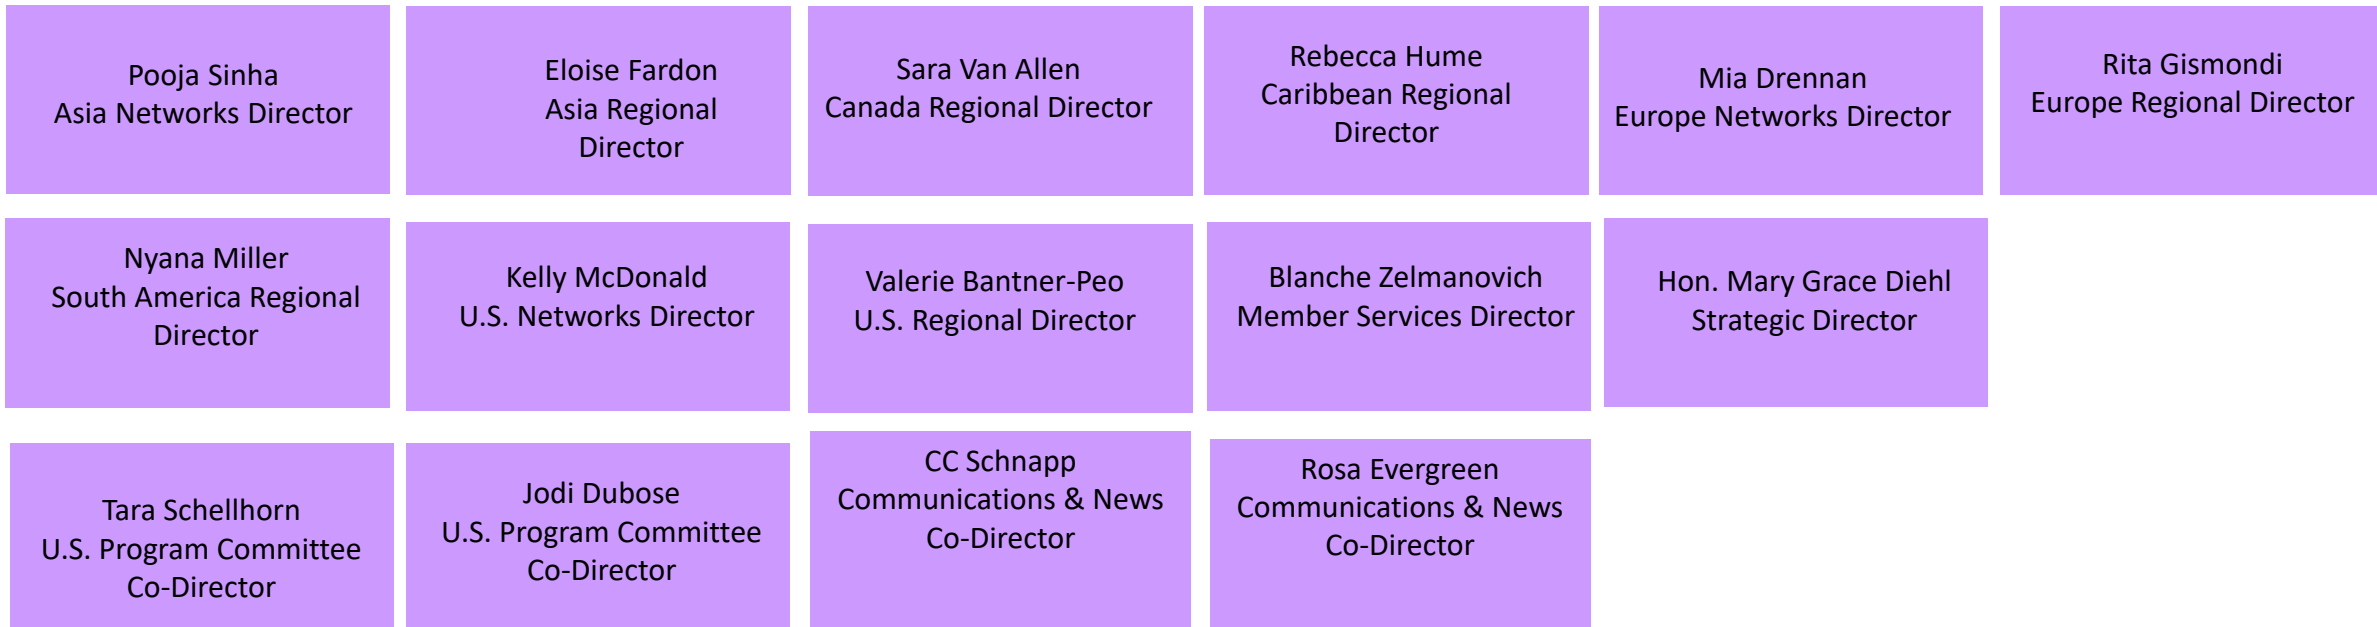 Pooja Sinha
Asia Networks Director
Eloise Fardon
Asia Regional
Director
Sara Van Allen
Canada Regional Director
Rebecca Hume
Caribbean Regional
Director
Mia Drennan
Europe Networks Director
Rita Gismondi
Europe Regional Director
Nyana Miller
South America Regional
Director
Kelly McDonald
U.S. Networks Director
Valerie Bantner-Peo
U.S. Regional Director
Blanche Zelmanovich
Member Services Director
Hon. Mary Grace Diehl
Strategic Director
Tara Schellhorn
U.S. Program Committee
Co-Director
Jodi Dubose
U.S. Program Committee
Co-Director
CC Schnapp
Communications & News
Co-Director
Rosa Evergreen
Communications & News
Co-Director